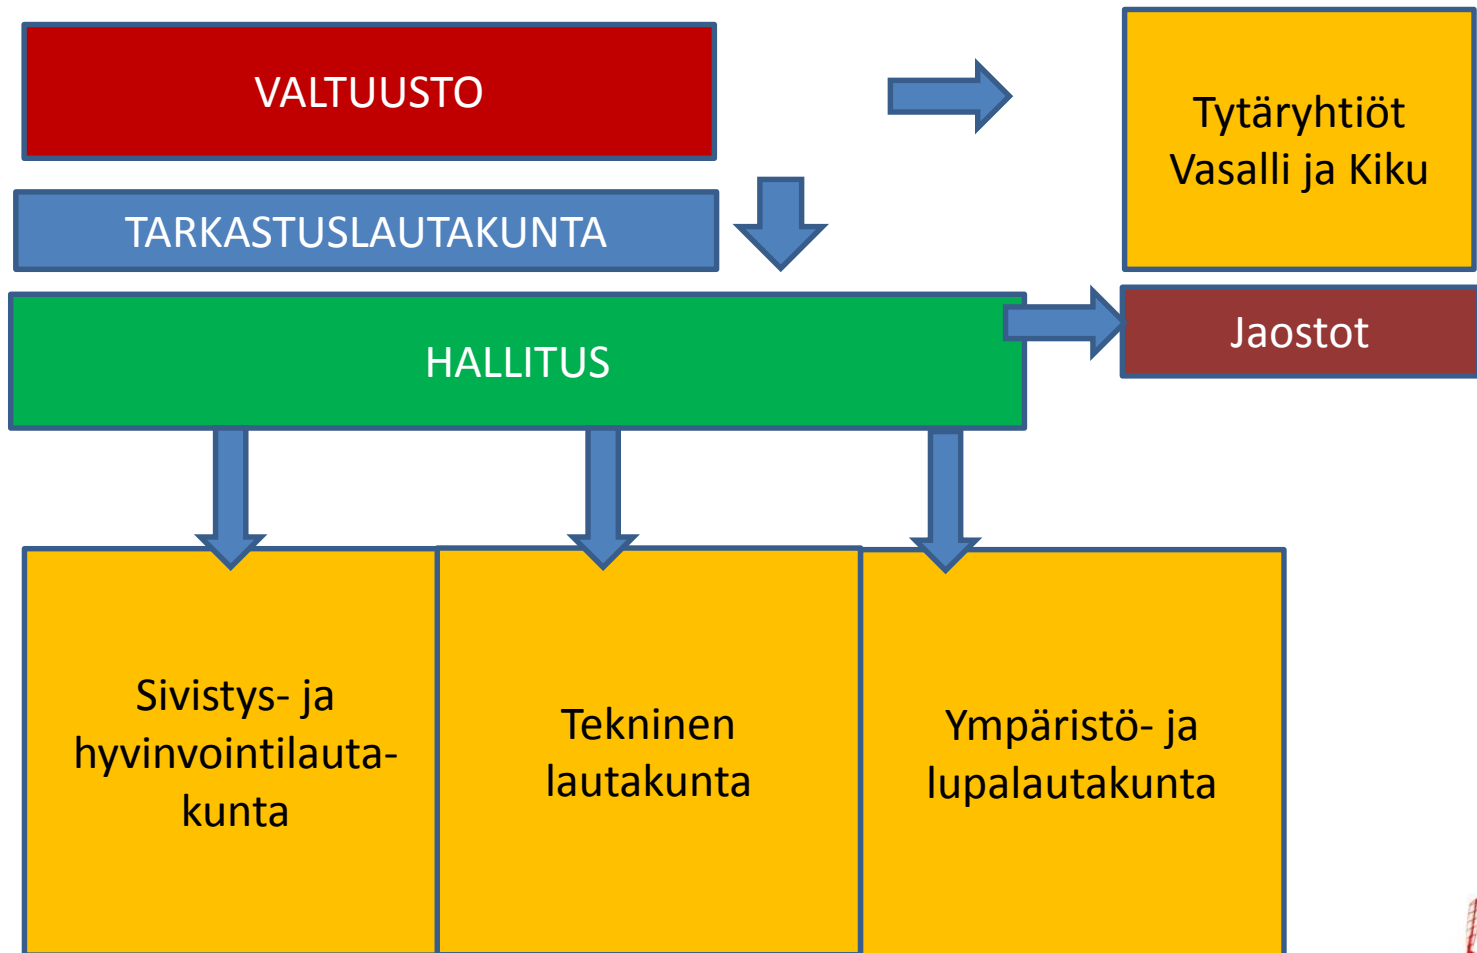 VALTUUSTO
Tytäryhtiöt
Vasalli ja Kiku
TARKASTUSLAUTAKUNTA
HALLITUS
Jaostot
Sivistys- ja
hyvinvointilauta-
kunta
Tekninen
lautakunta
Ympäristö- ja
lupalautakunta